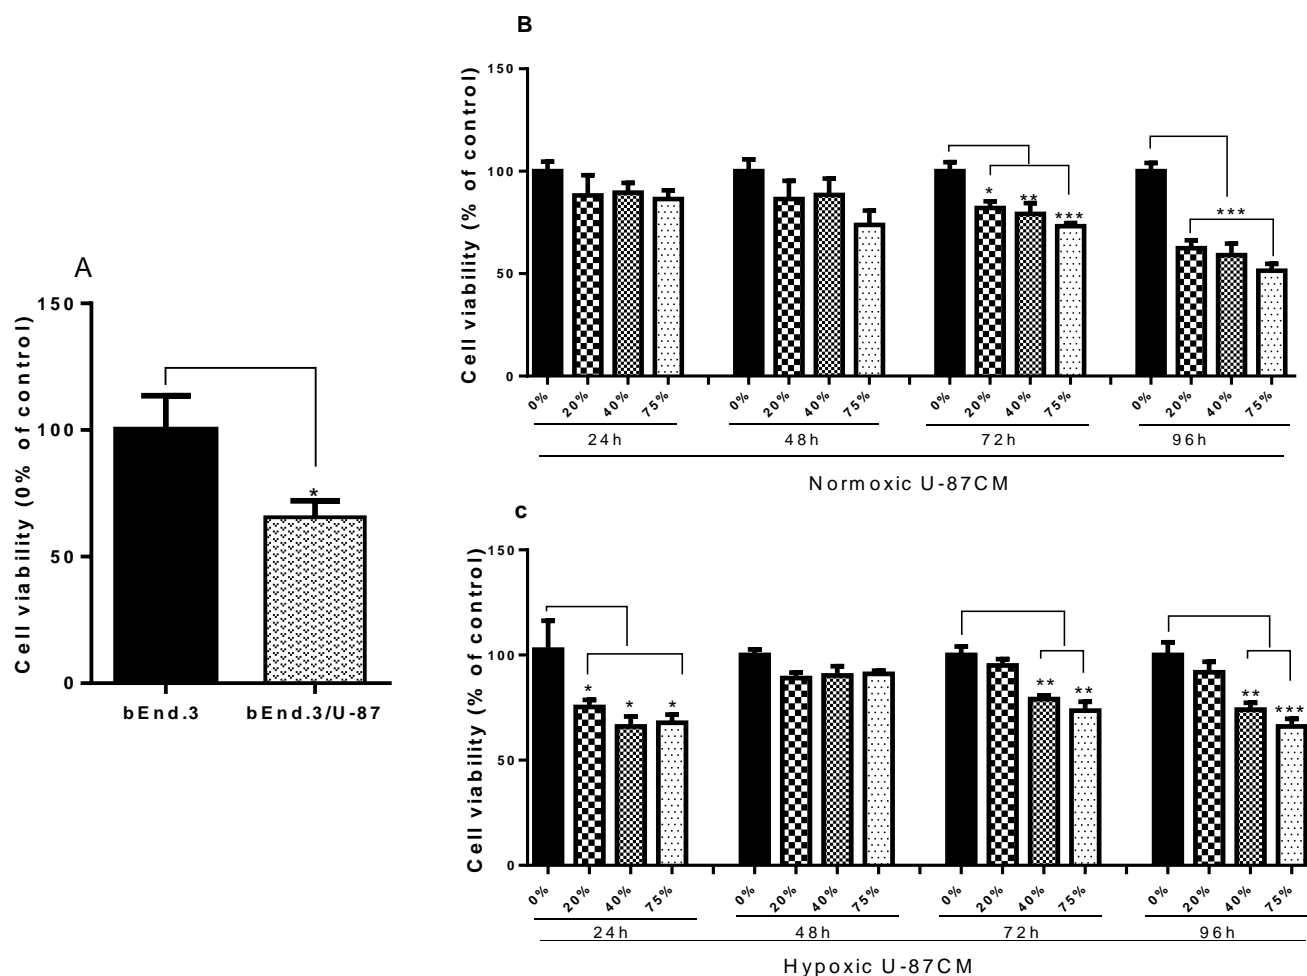 A
Cell viability (0% of control)
150
100
50
0
bEnd.3 bEnd.3/U-87
*
B
Cell viability (% of control)
150
100
50
0
* ** ***
***
0% 20% 40% 75% 0% 20% 40% 75% 0% 20% 40% 75% 0% 20% 40% 75%
24h 48h 72h 96h
Normoxic U-87CM
c
Cell viability (% of control)
150
100
50
0
* * *
** **
** ***
0% 20% 40% 75% 0% 20% 40% 75% 0% 20% 40% 75% 0% 20% 40% 75%
24h 48h 72h 96h
Hypoxic U-87CM